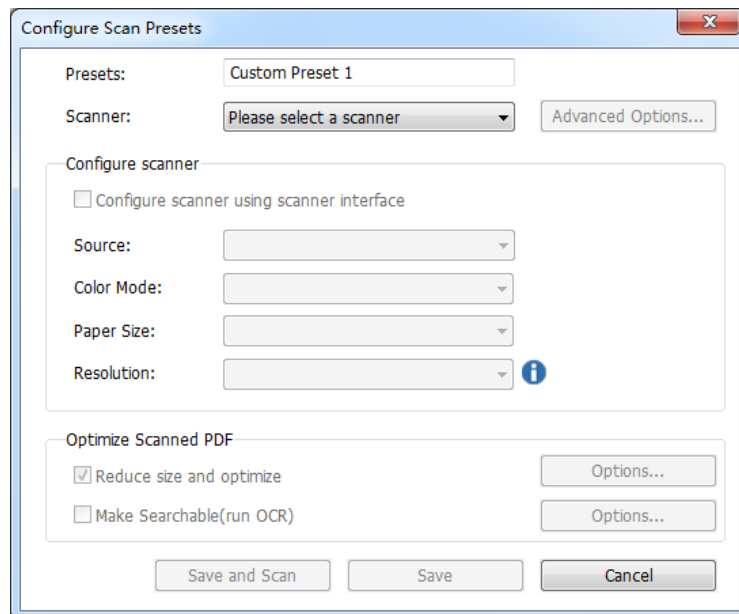 Configure Scan Presets
Presets: Custom Preset 1
Scanner: Please select a scanner Advanced Options...
Configure scanner
Configure scanner using scanner interface
Source:
Color Mode:
Paper Size:
Resolution:
Optimize Scanned PDF
Reduce size and optimize Options...
Make Searchable(run OCR) Options...
Save and Scan Save Cancel